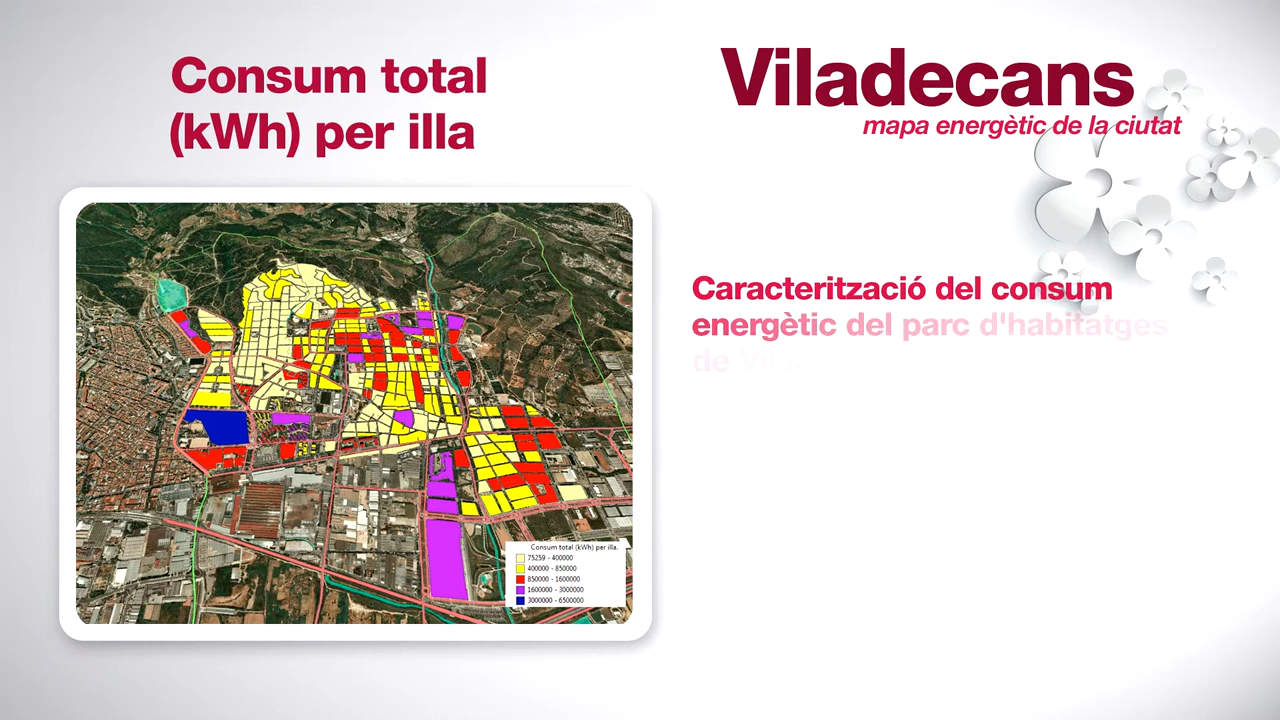 Consum total
(kWh) per illa
Viladecans
mapa energètic de la ciutat
Caracterització del consum
energètic del parc d'habitatges
de
Consum total (kWh) per illa.
75259 - 400000
400000 - 850000
850000 - 1600000
1600000 - 3000000
3000000 - 6500000